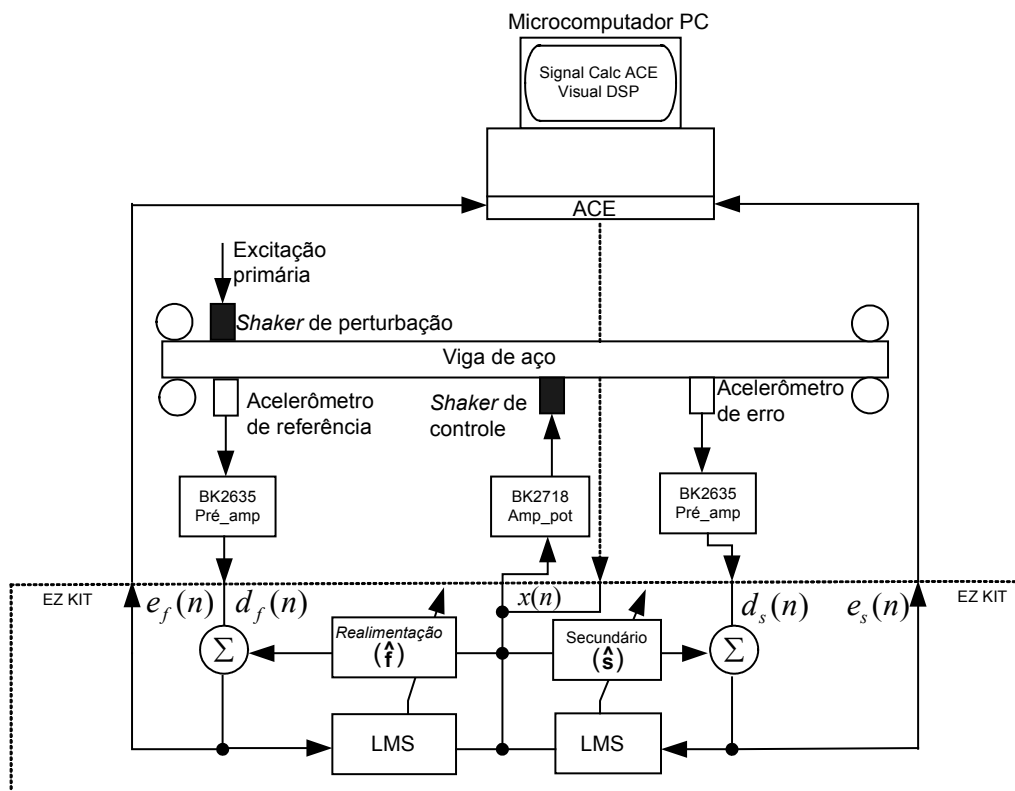 Microcomputador PC
Signal Calc ACE
Visual DSP
ACE
Excitação
primária
Shaker de perturbação
Viga de aço
Acelerômetro
de referência
Shaker de
controle
Acelerômetro
de erro
BK2635
Pré_amp
BK2718
Amp_pot
BK2635
Pré_amp
EZ KIT
e_f(n)
d_f(n)
x(n)
d_s(n)
e_s(n)
EZ KIT
Σ
Realimentação
(f̂)
Secundário
(ŝ)
Σ
LMS
LMS